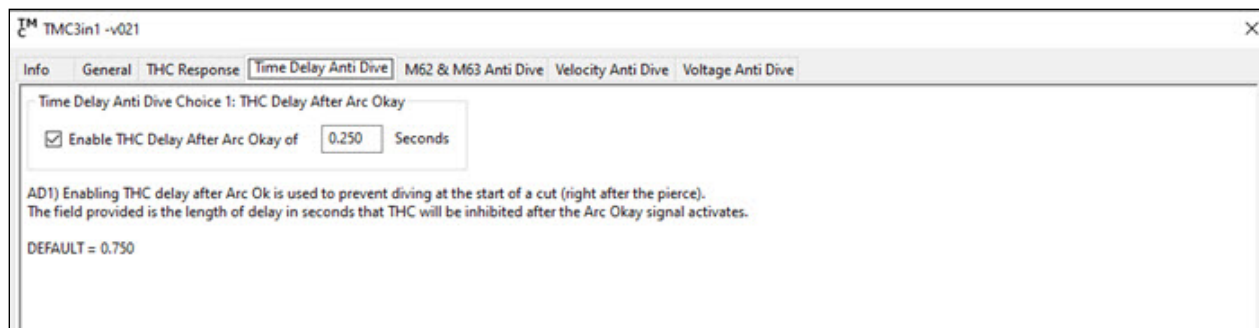 TMC TMC3in1 -v021
Info General THC Response Time Delay Anti Dive M62 & M63 Anti Dive Velocity Anti Dive Voltage Anti Dive
Time Delay Anti Dive Choice 1: THC Delay After Arc Okay
Enable THC Delay After Arc Okay of 0.250 Seconds
AD1) Enabling THC delay after Arc Ok is used to prevent diving at the start of a cut (right after the pierce).
The field provided is the length of delay in seconds that THC will be inhibited after the Arc Okay signal activates.
DEFAULT = 0.750